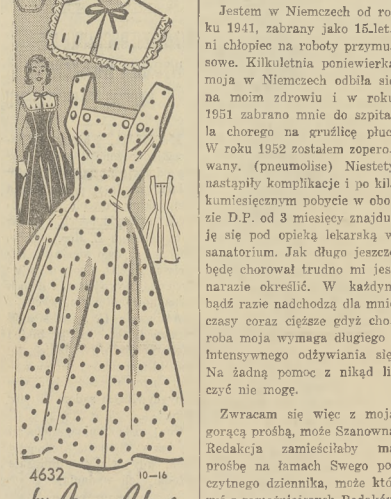 4632
10—16
Jestem w Niemczech od ro
ku 1941, zabrany jako 15-let
ni chłopiec na roboty przymu
sowe. Kilkuletnia poniewierka
moja w Niemczech odbiła się
na moim zdrowiu i w roku
1951 zabrano mnie do szpita
la chorego na gruźlicę płuc
W roku 1952 zostałem zopero-
wany. (pneumolise) Niestety
nastąpiły komplikacje i po kil
kumiesięcznym pobycie w obo
zie D.P. od 3 miesięcy znajdu
ję się pod opieką lekarską w
sanatorium. Jak długo jeszcze
będę chorował trudno mi jes
narazie określić. W każdym
bądź razie nadchodzą dla mnie
czasy coraz cięższe gdyż cho
roba moja wymaga długiego
intensywnego odżywiania się
Na żadną pomoc z nikąd li
czyć nie mogę.
Zwracam się więc z moją
gorącą prośbą, może Szanowna
Redakcja zamieściłaby mą
prośbę na łamach Swego po
czytnego dziennika, może któ